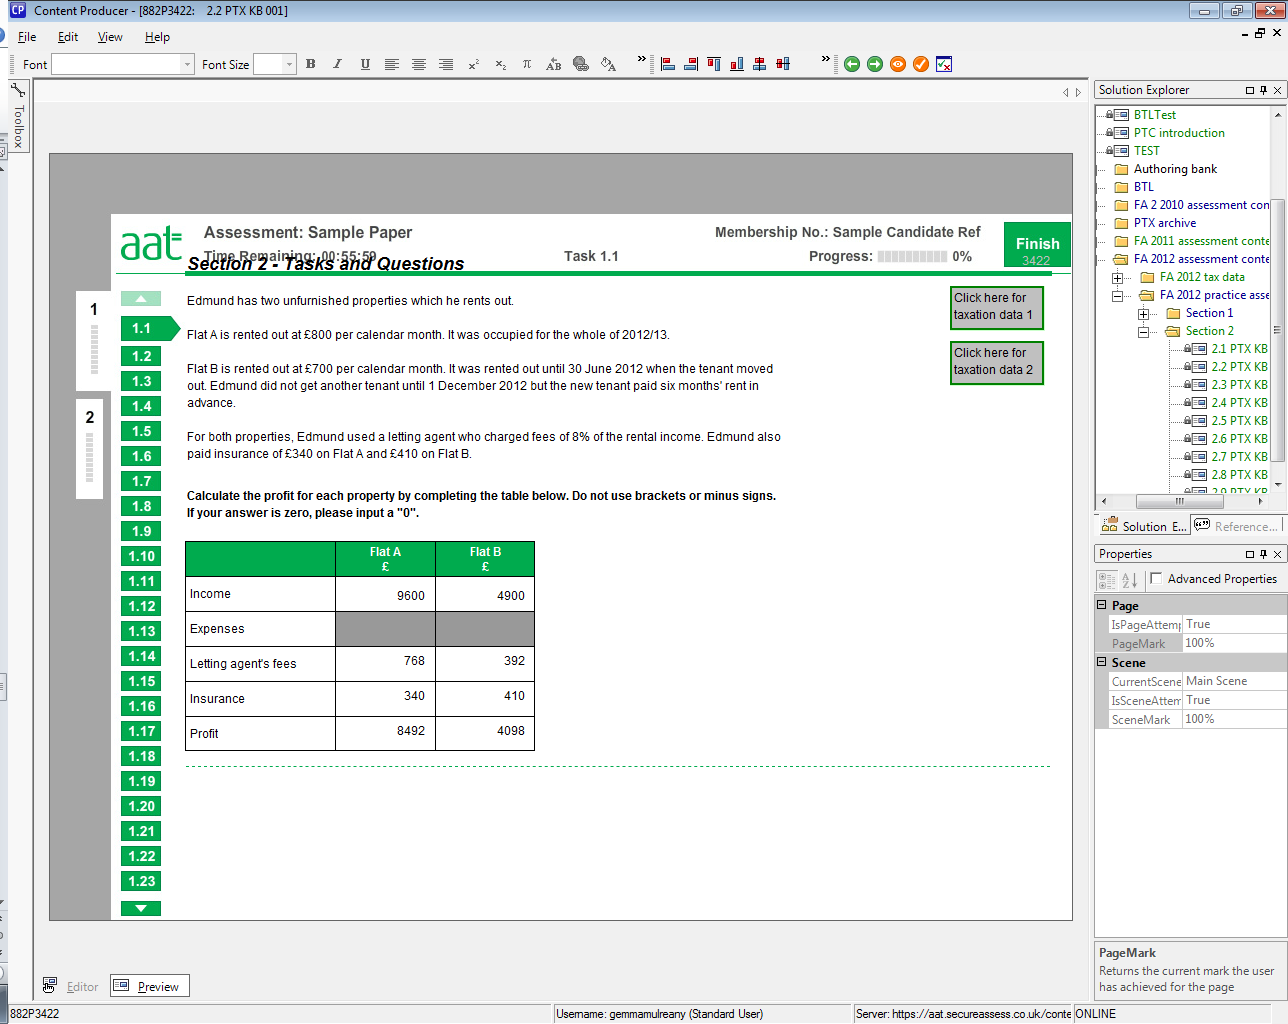 Content Producer - [882P3422:    2.2 PTX KB 001]
File Edit View Help
Font Font Size B I U
Toolbox
aat
Assessment: Sample Paper
Membership No.: Sample Candidate Ref
Finish
3422
Time Remaining: 00:55:59
Task 1.1
Progress: 0%
Section 2 - Tasks and Questions
1
2
1.1
1.2
1.3
1.4
1.5
1.6
1.7
1.8
1.9
1.10
1.11
1.12
1.13
1.14
1.15
1.16
1.17
1.18
1.19
1.20
1.21
1.22
1.23
Edmund has two unfurnished properties which he rents out.
Flat A is rented out at £800 per calendar month. It was occupied for the whole of 2012/13.
Flat B is rented out at £700 per calendar month. It was rented out until 30 June 2012 when the tenant moved
out. Edmund did not get another tenant until 1 December 2012 but the new tenant paid six months' rent in
advance.
For both properties, Edmund used a letting agent who charged fees of 8% of the rental income. Edmund also
paid insurance of £340 on Flat A and £410 on Flat B.
Calculate the profit for each property by completing the table below. Do not use brackets or minus signs.
If your answer is zero, please input a "0".
Click here for
taxation data 1
Click here for
taxation data 2
Flat A Flat B
£ £
Income 9600 4900
Expenses
Letting agent's fees 768 392
Insurance 340 410
Profit 8492 4098
Editor Preview
Solution Explorer
BTLTest
PTC introduction
TEST
Authoring bank
BTL
FA 2 2010 assessment con
PTX archive
FA 2011 assessment conte
FA 2012 assessment conte
FA 2012 tax data
FA 2012 practice asse
Section 1
Section 2
2.1 PTX KB
2.2 PTX KB
2.3 PTX KB
2.4 PTX KB
2.5 PTX KB
2.6 PTX KB
2.7 PTX KB
2.8 PTX KB
2.9 PTX KB
Solution E... Reference...
Properties
Advanced Properties
Page
IsPageAttemp True
PageMark 100%
Scene
CurrentScene Main Scene
IsSceneAttem True
SceneMark 100%
PageMark
Returns the current mark the user
has achieved for the page
882P3422
Username: gemmamulreany (Standard User)
Server: https://aat.secureassess.co.uk/conte
ONLINE